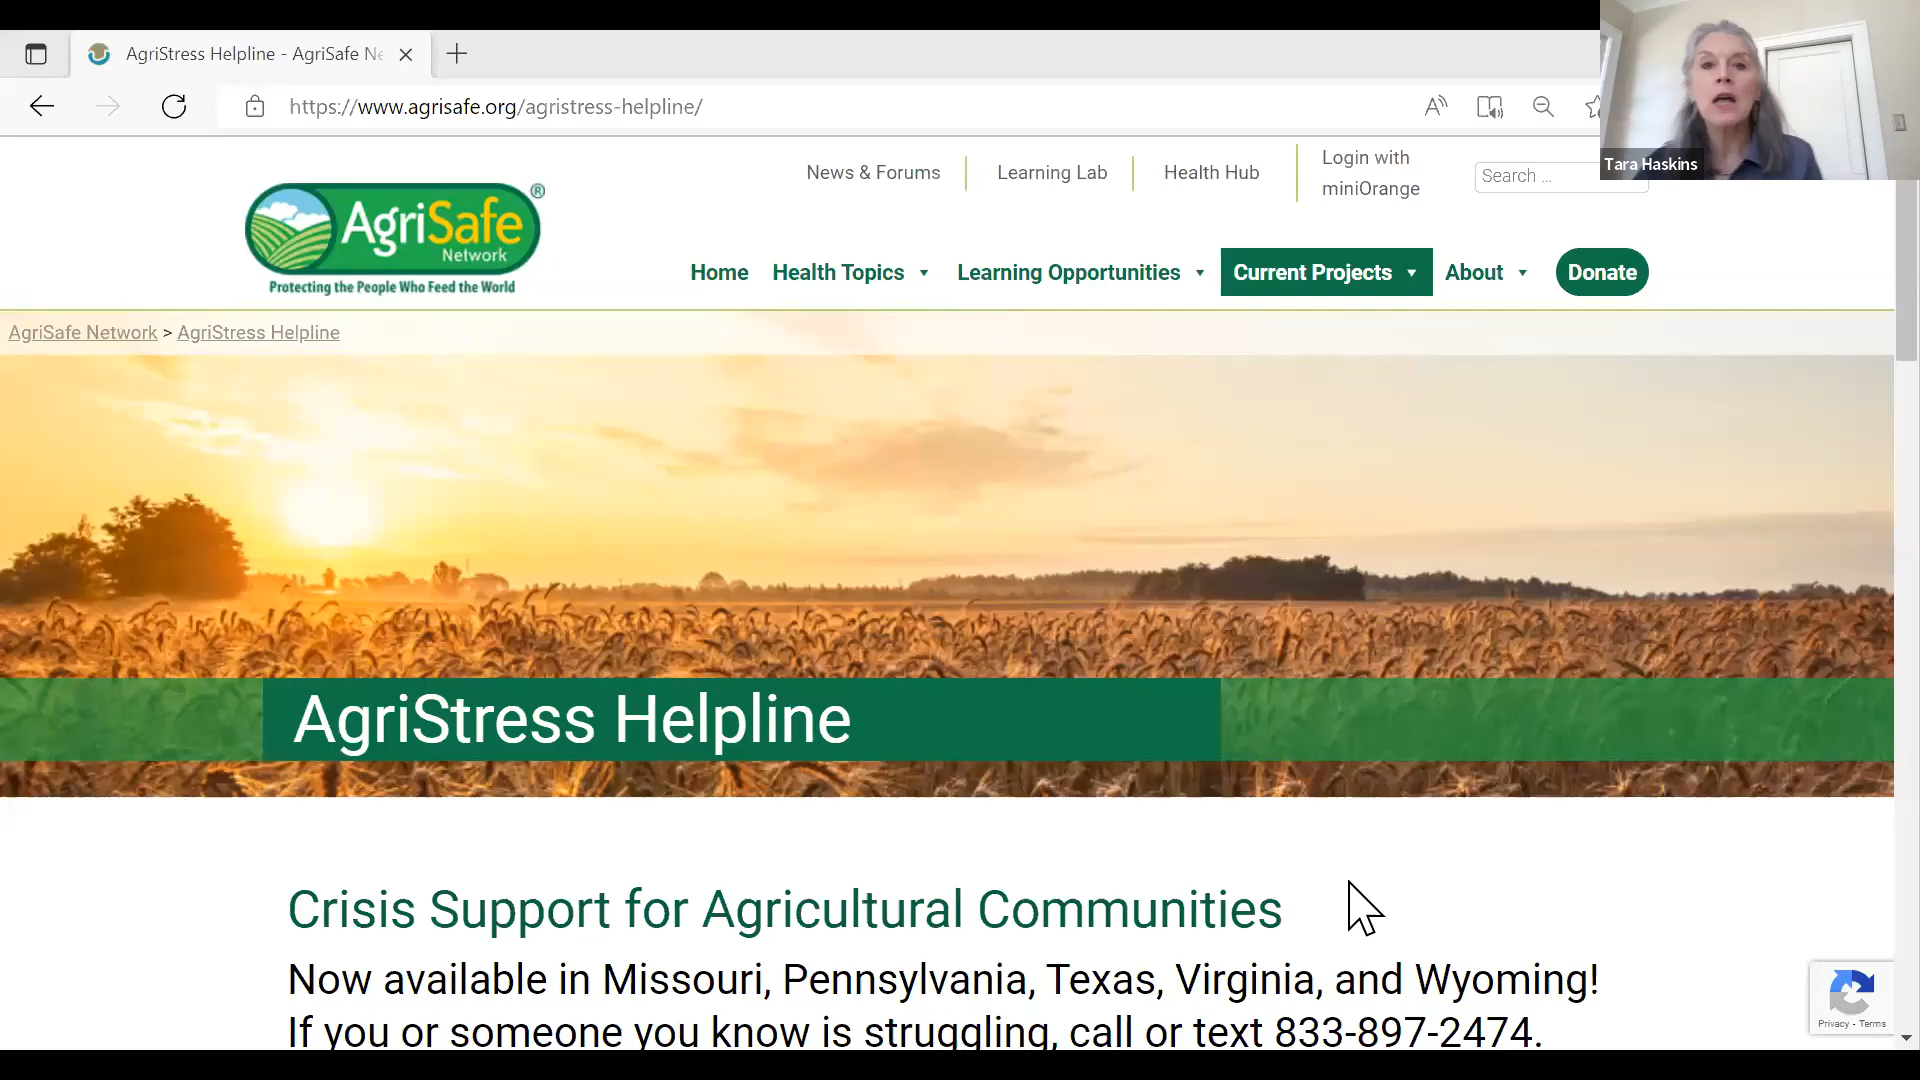 AgriStress Helpline - AgriSafe Ne
https://www.agrisafe.org/agristress-helpline/
Tara Haskins
News & Forums
Learning Lab
Health Hub
Login with
miniOrange
Search ...
AgriSafe®
Network
Protecting the People Who Feed the World
Home
Health Topics
Learning Opportunities
Current Projects
About
Donate
AgriSafe Network > AgriStress Helpline
AgriStress Helpline
Crisis Support for Agricultural Communities
Now available in Missouri, Pennsylvania, Texas, Virginia, and Wyoming!
If you or someone you know is struggling, call or text 833-897-2474.
Privacy - Terms